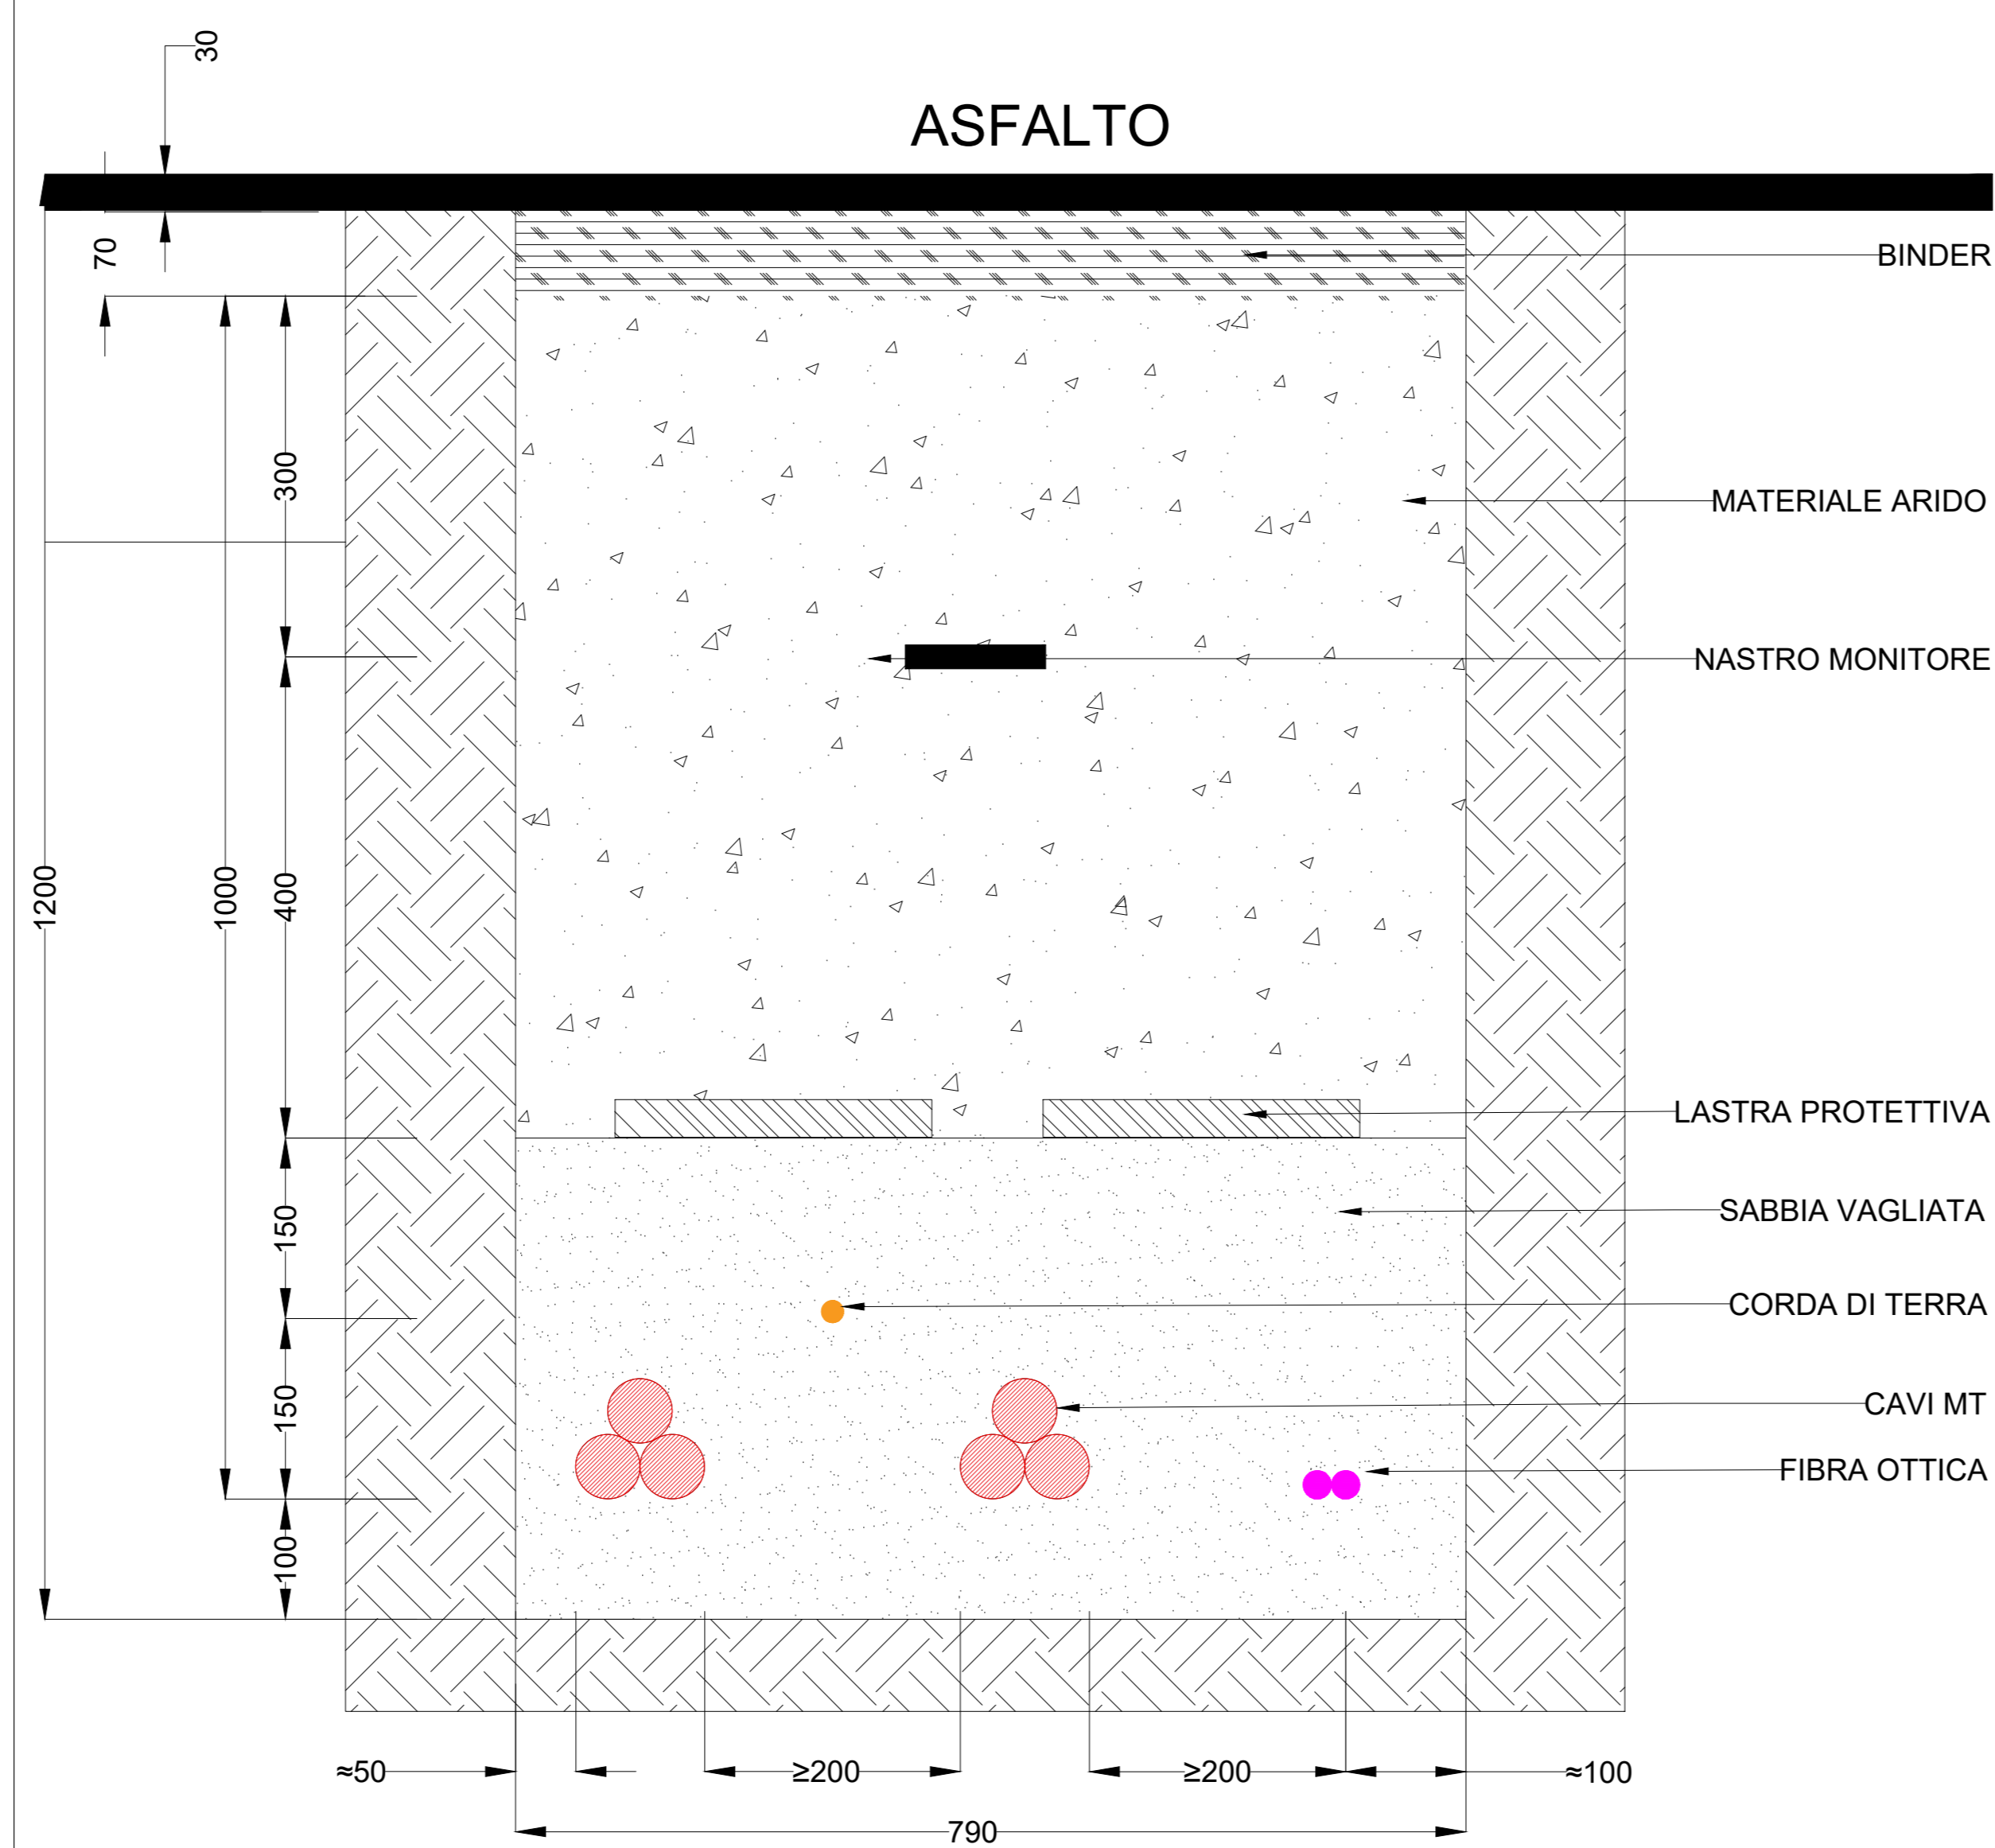 30
ASFALTO
70
BINDER
300
MATERIALE ARIDO
NASTRO MONITORE
1200
1000
400
LASTRA PROTETTIVA
150
SABBIA VAGLIATA
CORDA DI TERRA
150
CAVI MT
FIBRA OTTICA
100
≈50
≥200
≥200
≈100
790